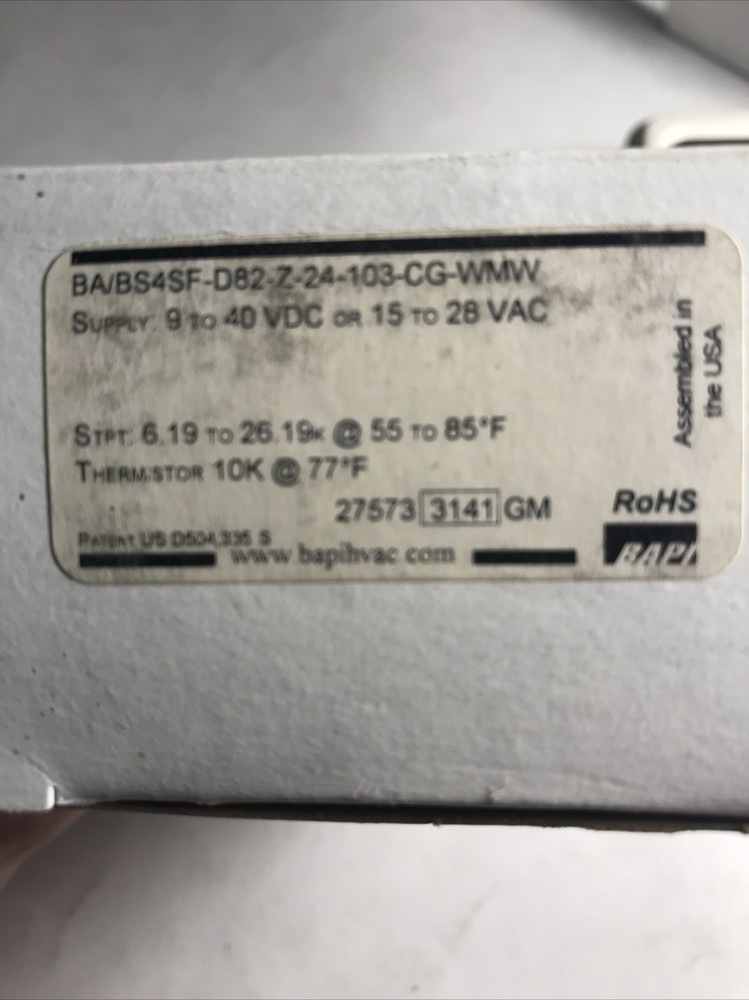 BA/BS4SF-D82-Z-24-103-CG-WMW
SUPPLY: 9 TO 40 VDC OR 15 TO 28 VAC
STPT: 6.19 TO 26.19K @ 55 TO 85°F
THERMISTOR 10K @ 77°F
27573 3141 GM
PATENT US D504,335 S
www.bapihvac.com
Assembled in
the USA
RoHS
BAPI